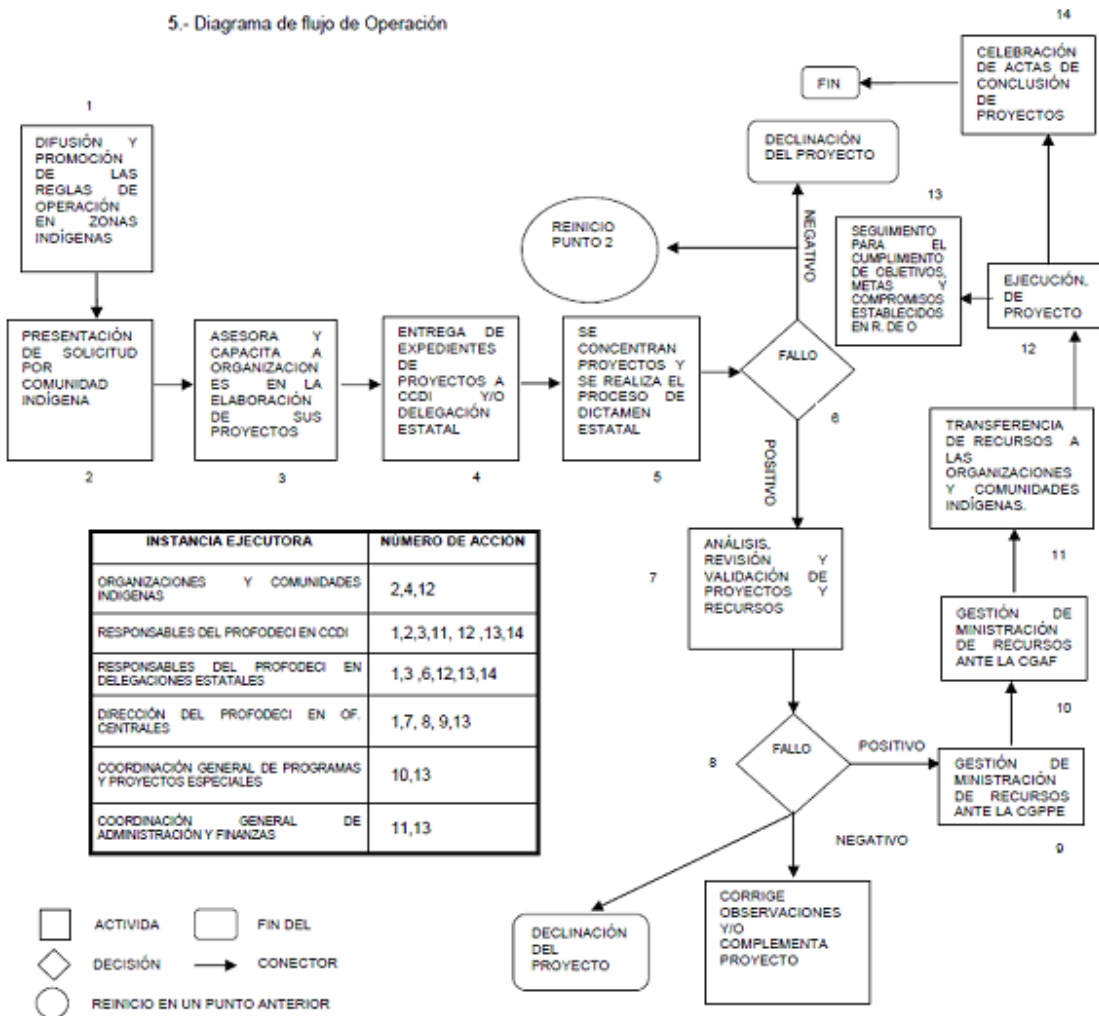 5.- Diagrama de flujo de Operación
14
CELEBRACIÓN
DE ACTAS DE
CONCLUSIÓN
DE
PROYECTOS
FIN
1
DIFUSIÓN Y
PROMOCIÓN
DE LAS
REGLAS DE
OPERACIÓN
EN ZONAS
INDÍGENAS
DECLINACIÓN
DEL PROYECTO
NEGATIVO
REINICIO
PUNTO 2
13
SEGUIMIENTO
PARA EL
CUMPLIMIENTO
DE OBJETIVOS,
METAS Y
COMPROMISOS
ESTABLECIDOS
EN R. DE O
EJECUCIÓN.
DE
PROYECTO
12
PRESENTACIÓN
DE SOLICITUD
POR
COMUNIDAD
INDÍGENA
2
ASESORA Y
CAPACITA A
ORGANIZACION
ES EN LA
ELABORACIÓN
DE SUS
PROYECTOS
3
ENTREGA DE
EXPEDIENTES
DE
PROYECTOS A
CCDI Y/O
DELEGACIÓN
ESTATAL
4
SE
CONCENTRAN
PROYECTOS Y
SE REALIZA EL
PROCESO DE
DICTAMEN
ESTATAL
5
FALLO
6
POSITIVO
TRANSFERENCIA
DE RECURSOS A
LAS
ORGANIZACIONES
Y COMUNIDADES
INDÍGENAS.
11
INSTANCIA EJECUTORA NÚMERO DE ACCIÓN
ORGANIZACIONES Y COMUNIDADES
INDIGENAS
2,4,12
RESPONSABLES DEL PROFODECI EN CCDI 1,2,3,11, 12 ,13,14
RESPONSABLES DEL PROFODECI EN
DELEGACIONES ESTATALES
1,3 ,6,12,13,14
DIRECCIÓN DEL PROFODECI EN OF.
CENTRALES
1,7, 8, 9,13
COORDINACIÓN GENERAL DE PROGRAMAS
Y PROYECTOS ESPECIALES
10,13
COORDINACIÓN GENERAL DE
ADMINISTRACIÓN Y FINANZAS
11,13
7
ANÁLISIS,
REVISIÓN Y
VALIDACIÓN DE
PROYECTOS Y
RECURSOS
GESTIÓN DE
MINISTRACIÓN
DE RECURSOS
ANTE LA CGAF
10
8
FALLO
POSITIVO
GESTIÓN DE
MINISTRACIÓN
DE RECURSOS
ANTE LA CGPPE
9
NEGATIVO
DECLINACIÓN
DEL
PROYECTO
CORRIGE
OBSERVACIONES
Y/O
COMPLEMENTA
PROYECTO
ACTIVIDA
FIN DEL
DECISIÓN
CONECTOR
REINICIO EN UN PUNTO ANTERIOR